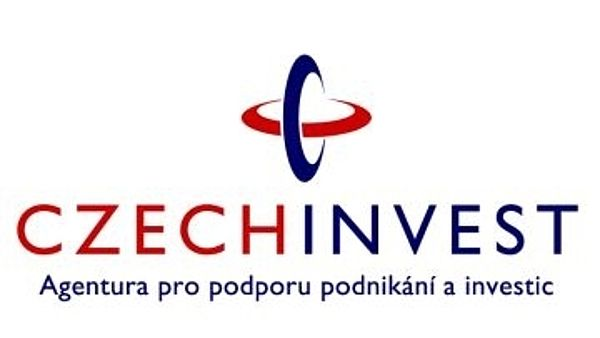 CZECHINVEST
Agentura pro podporu podnikání a investic